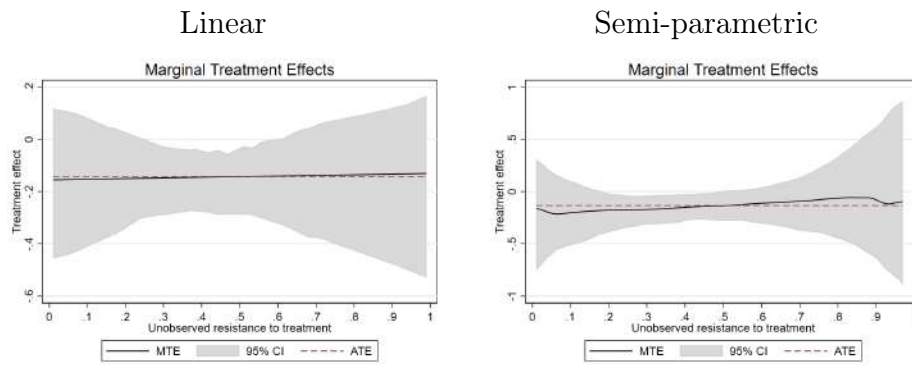 Linear
Semi-parametric
Marginal Treatment Effects
Treatment effect
.2
0
-.2
-.4
-.6
0 .1 .2 .3 .4 .5 .6 .7 .8 .9 1
Unobserved resistance to treatment
MTE 95% CI ATE
Marginal Treatment Effects
Treatment effect
1
.5
0
-.5
-1
0 .1 .2 .3 .4 .5 .6 .7 .8 .9
Unobserved resistance to treatment
MTE 95% CI ATE